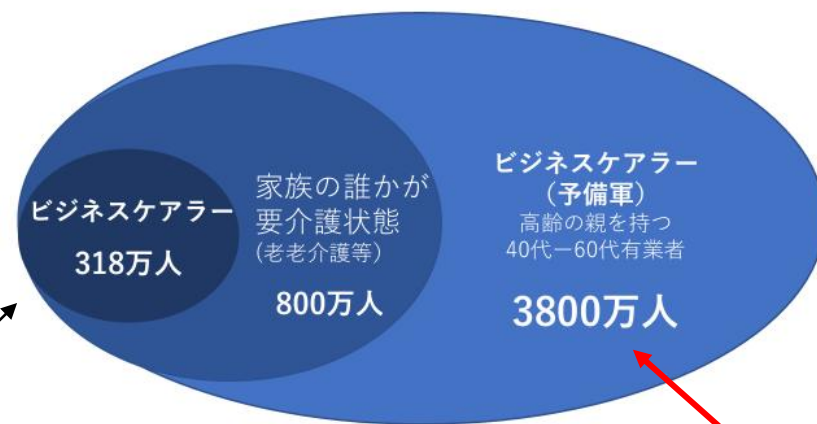 ビジネスケアラー
318万人
家族の誰かが
要介護状態
(老老介護等)
800万人
ビジネスケアラー
（予備軍）
高齢の親を持つ
40代ー60代有業者
3800万人